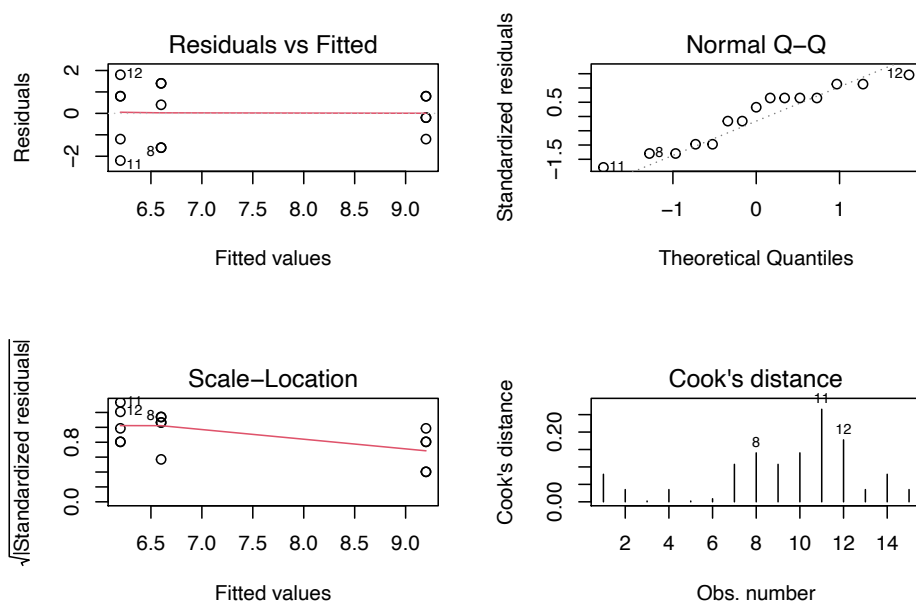 Residuals vs Fitted
Residuals
2
0
−2
12
11
8
6.5 7.0 7.5 8.0 8.5 9.0
Fitted values
Normal Q−Q
Standardized residuals
0.5
−1.5
12
8
11
−1 0 1
Theoretical Quantiles
Scale−Location
√|Standardized residuals|
0.8
0.0
11
12
8
6.5 7.0 7.5 8.0 8.5 9.0
Fitted values
Cook's distance
Cook's distance
0.20
0.00
11
12
8
2 4 6 8 10 12 14
Obs. number